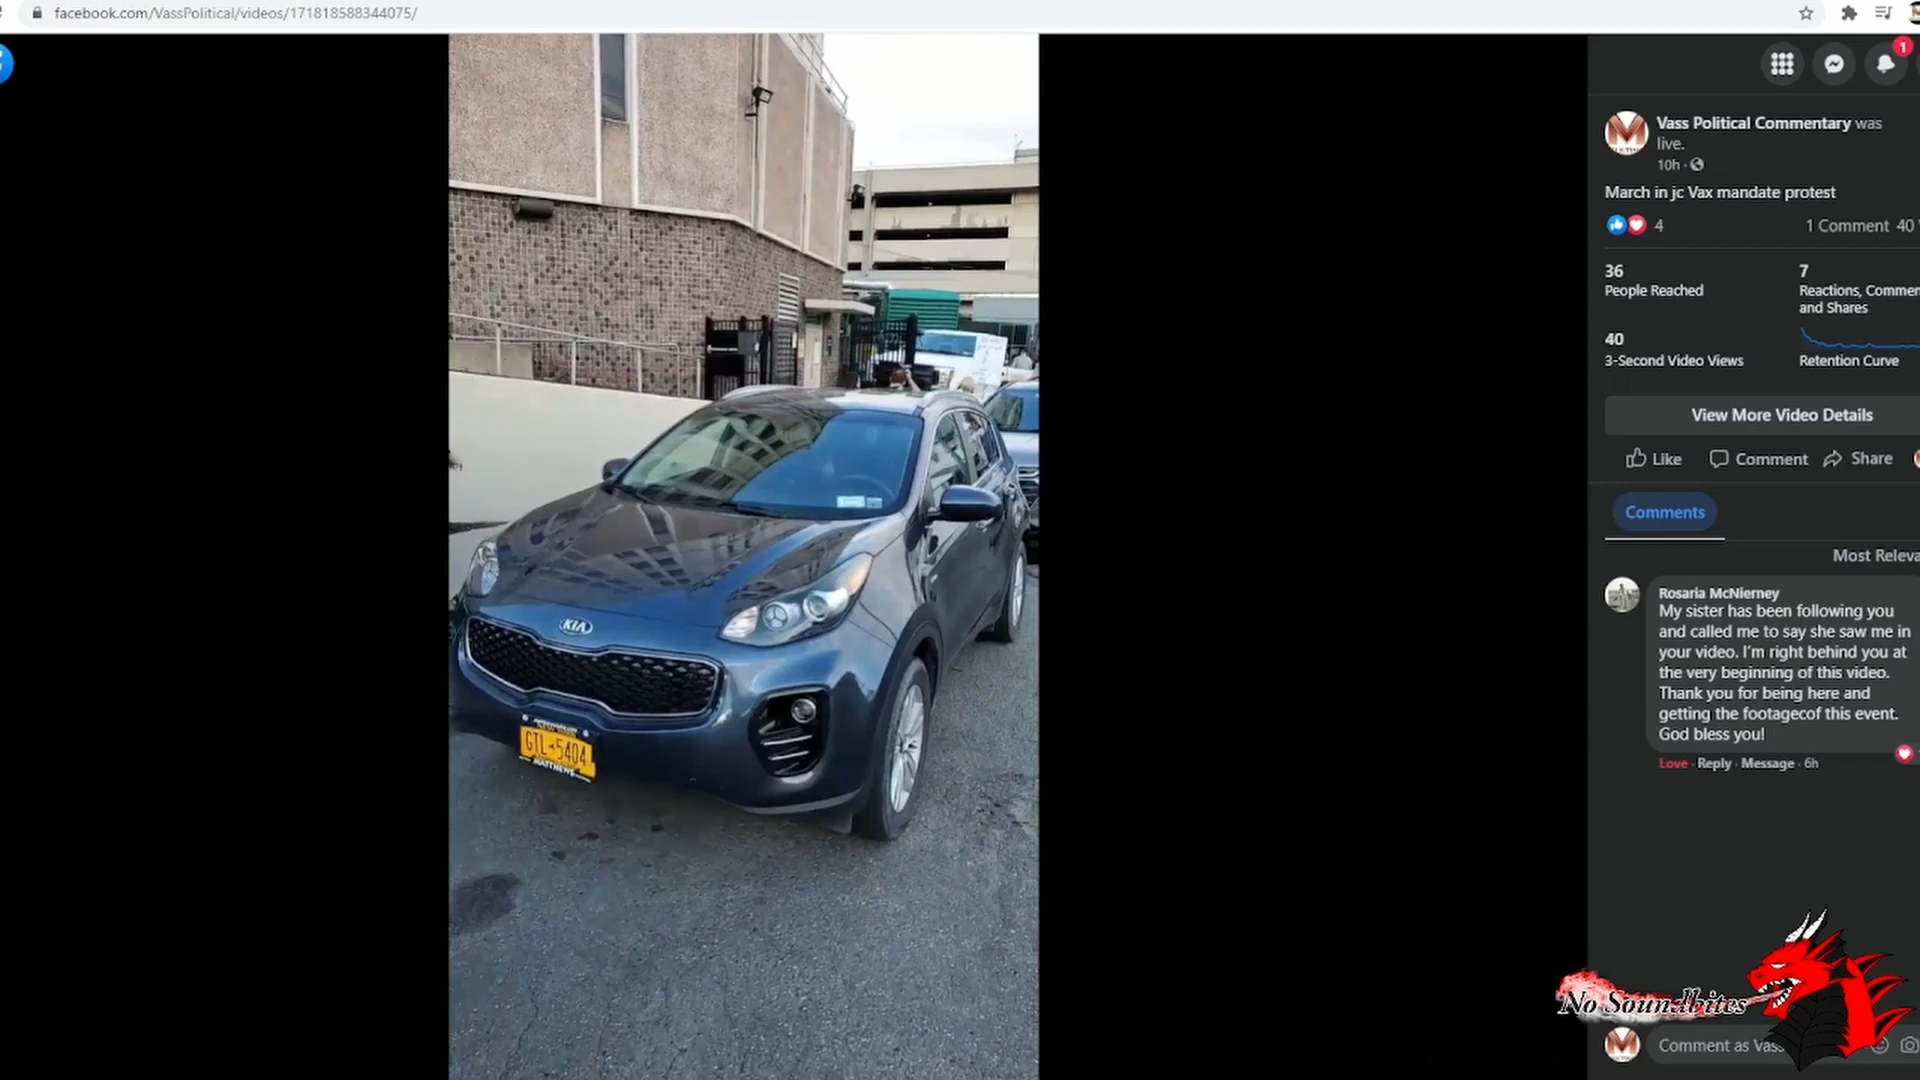 facebook.com/VassPolitical/videos/171818588344075/
1
Vass Political Commentary was
live.
10h
March in jc Vax mandate protest
4
1 Comment 40
36
People Reached
7
Reactions, Commen
and Shares
40
3-Second Video Views
Retention Curve
View More Video Details
Like
Comment
Share
Comments
Most Releva
Rosaria McNierney
My sister has been following you
and called me to say she saw me in
your video. I'm right behind you at
the very beginning of this video.
Thank you for being here and
getting the footagecof this event.
God bless you!
Love · Reply · Message · 6h
KIA
GTL-5404
MATTHEWS
No Soundbites
Comment as Vass